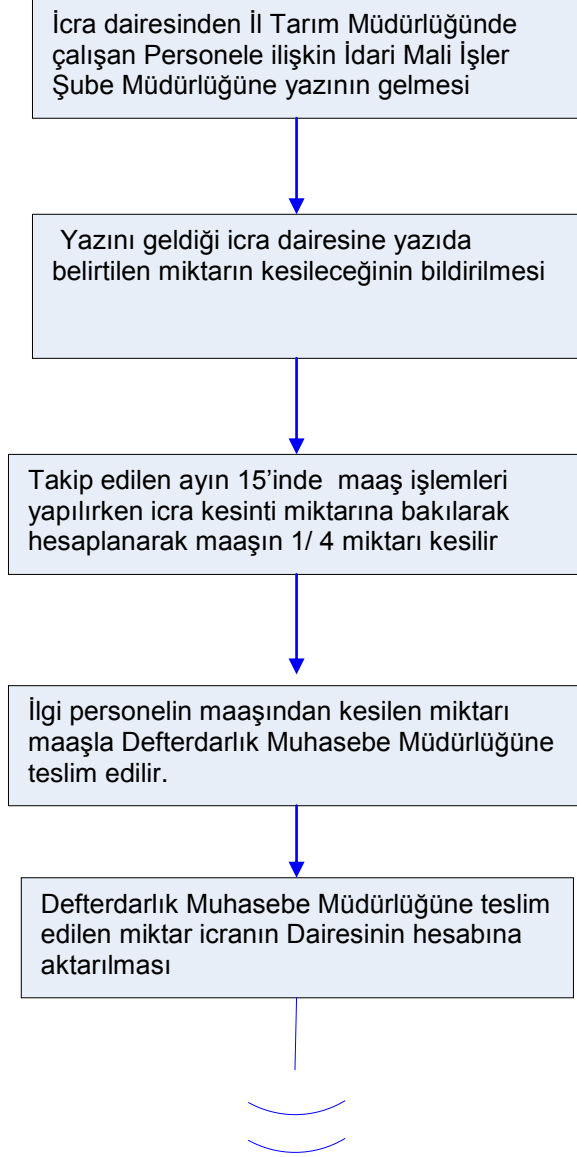 İcra dairesinden İl Tarım Müdürlüğünde
çalışan Personele ilişkin İdari Mali İşler
Şube Müdürlüğüne yazının gelmesi
Yazını geldiği icra dairesine yazıda
belirtilen miktarın kesileceğinin bildirilmesi
Takip edilen ayın 15’inde maaş işlemleri
yapılırken icra kesinti miktarına bakılarak
hesaplanarak maaşın 1/ 4 miktarı kesilir
İlgi personelin maaşından kesilen miktarı
maaşla Defterdarlık Muhasebe Müdürlüğüne
teslim edilir.
Defterdarlık Muhasebe Müdürlüğüne teslim
edilen miktar icranın Dairesinin hesabına
aktarılması